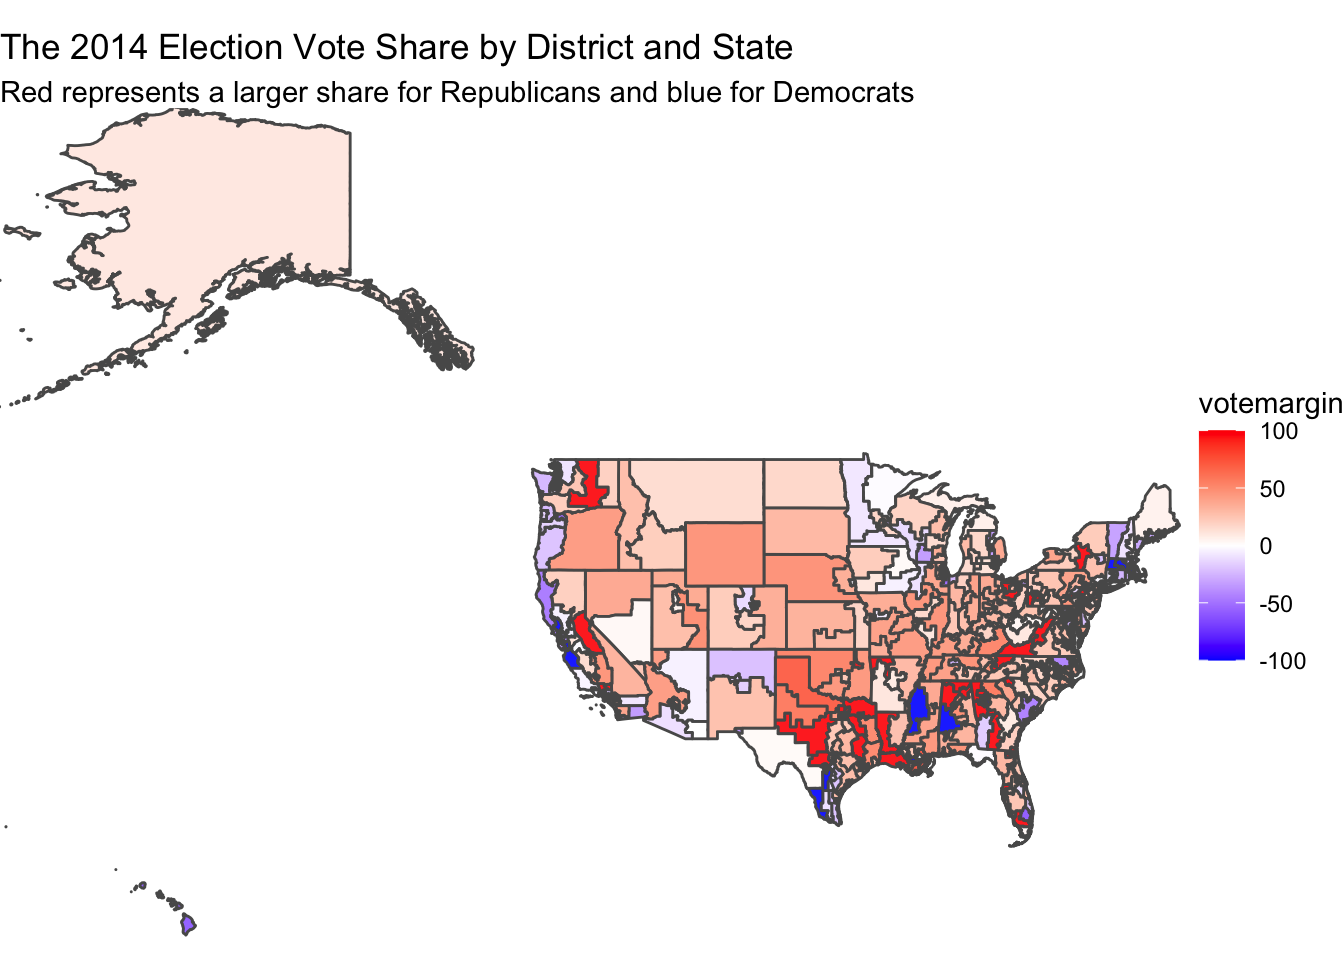 The 2014 Election Vote Share by District and State
Red represents a larger share for Republicans and blue for Democrats
votemargin
100
50
0
-50
-100